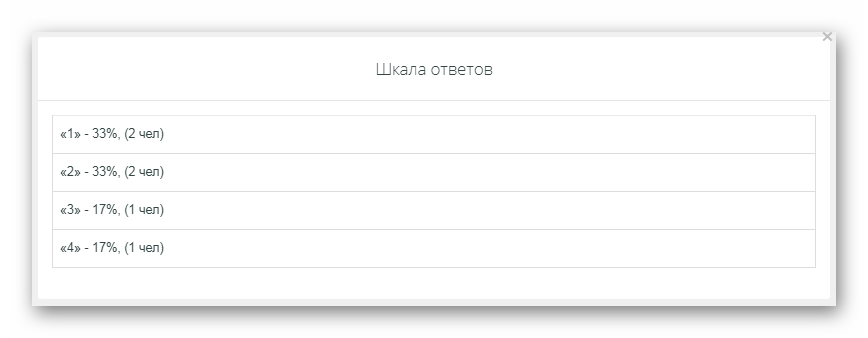 Шкала ответов
«1» - 33%, (2 чел)
«2» - 33%, (2 чел)
«3» - 17%, (1 чел)
«4» - 17%, (1 чел)